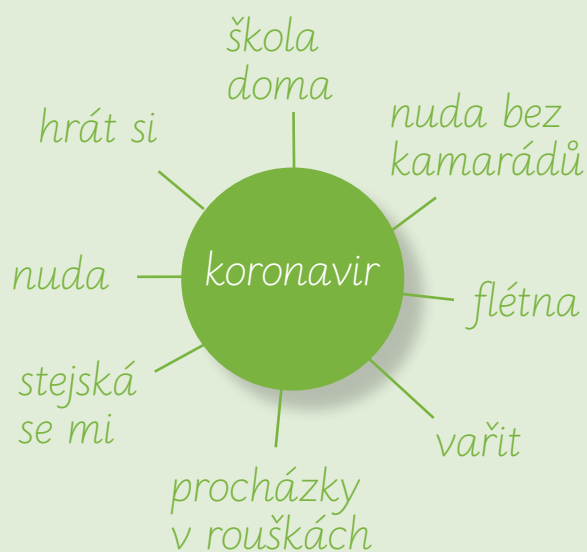 škola
doma
hrát si
nuda bez
kamarádů
nuda
koronavir
flétna
stejská
se mi
vařit
procházky
v rouškách